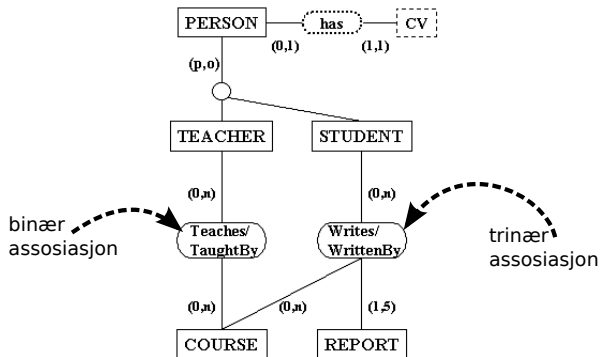 PERSON
has
CV
(0,1)
(1,1)
(p,o)
TEACHER
STUDENT
(0,n)
(0,n)
binær
assosiasjon
Teaches/
TaughtBy
Writes/
WrittenBy
trinær
assosiasjon
(0,n)
(0,n)
(1,5)
COURSE
REPORT